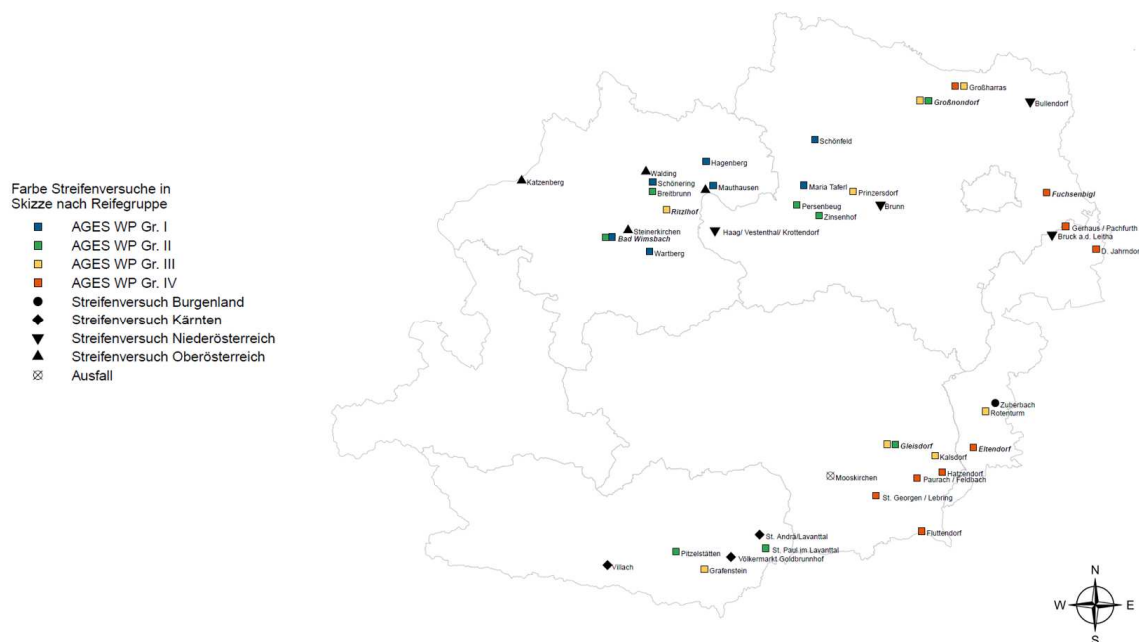 Farbe Streifenversuche in
Skizze nach Reifegruppe
AGES WP Gr. I
AGES WP Gr. II
AGES WP Gr. III
AGES WP Gr. IV
Streifenversuch Burgenland
Streifenversuch Kärnten
Streifenversuch Niederösterreich
Streifenversuch Oberösterreich
Ausfall
Großharras
Großnondorf
Bullendorf
Schönfeld
Hagenberg
Walding
Katzenberg
Schönering
Mauthausen
Maria Taferl
Breitbrunn
Prinzersdorf
Fuchsenbigl
Persenbeug
Brunn
Ritzlhof
Zinsenhof
Gerhaus / Pachfurth
Steinerkirchen
Haag/ Vestenthal/ Krottendorf
Bruck a.d. Leitha
Bad Wimsbach
D. Jahrndorf
Wartberg
Zuberbach
Rotenturm
Gleisdorf
Eltendorf
Kalsdorf
Hatzendorf
Mooskirchen
Paurach / Feldbach
St. Georgen / Lebring
Fluttendorf
St. Andrä/Lavanttal
St. Paul im Lavanttal
Pitzelstätten
Völkermarkt Goldbrunnhof
Villach
Grafenstein
N
W
E
S